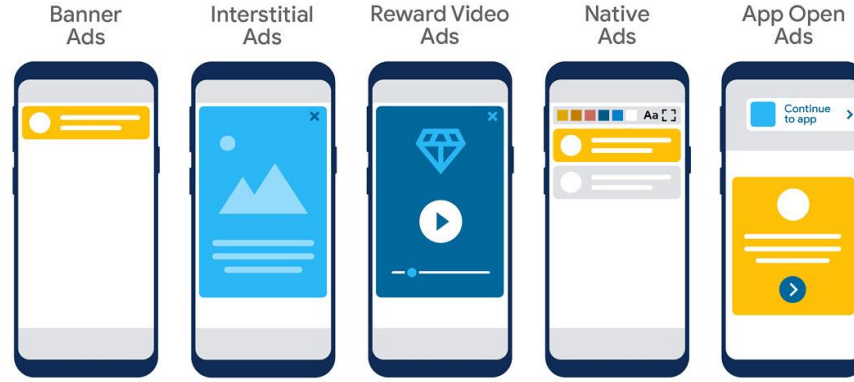 Banner
Ads
Interstitial
Ads
Reward Video
Ads
Native
Ads
App Open
Ads
Aa
Continue
to app